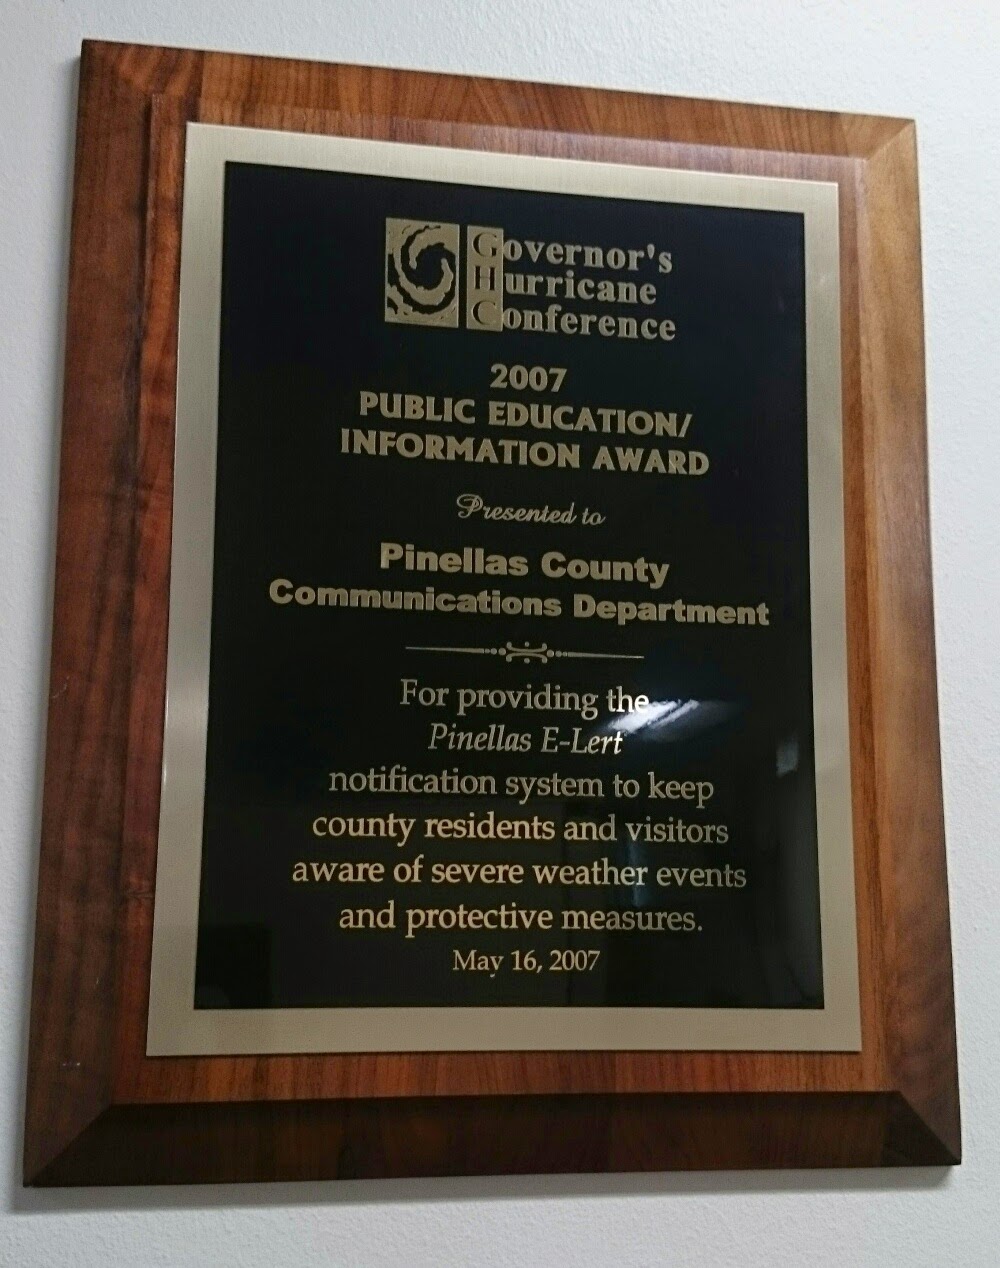 Governor's
Hurricane
Conference
2007
PUBLIC EDUCATION/
INFORMATION AWARD
Presented to
Pinellas County
Communications Department
For providing the
Pinellas E-Lert
notification system to keep
county residents and visitors
aware of severe weather events
and protective measures.
May 16, 2007